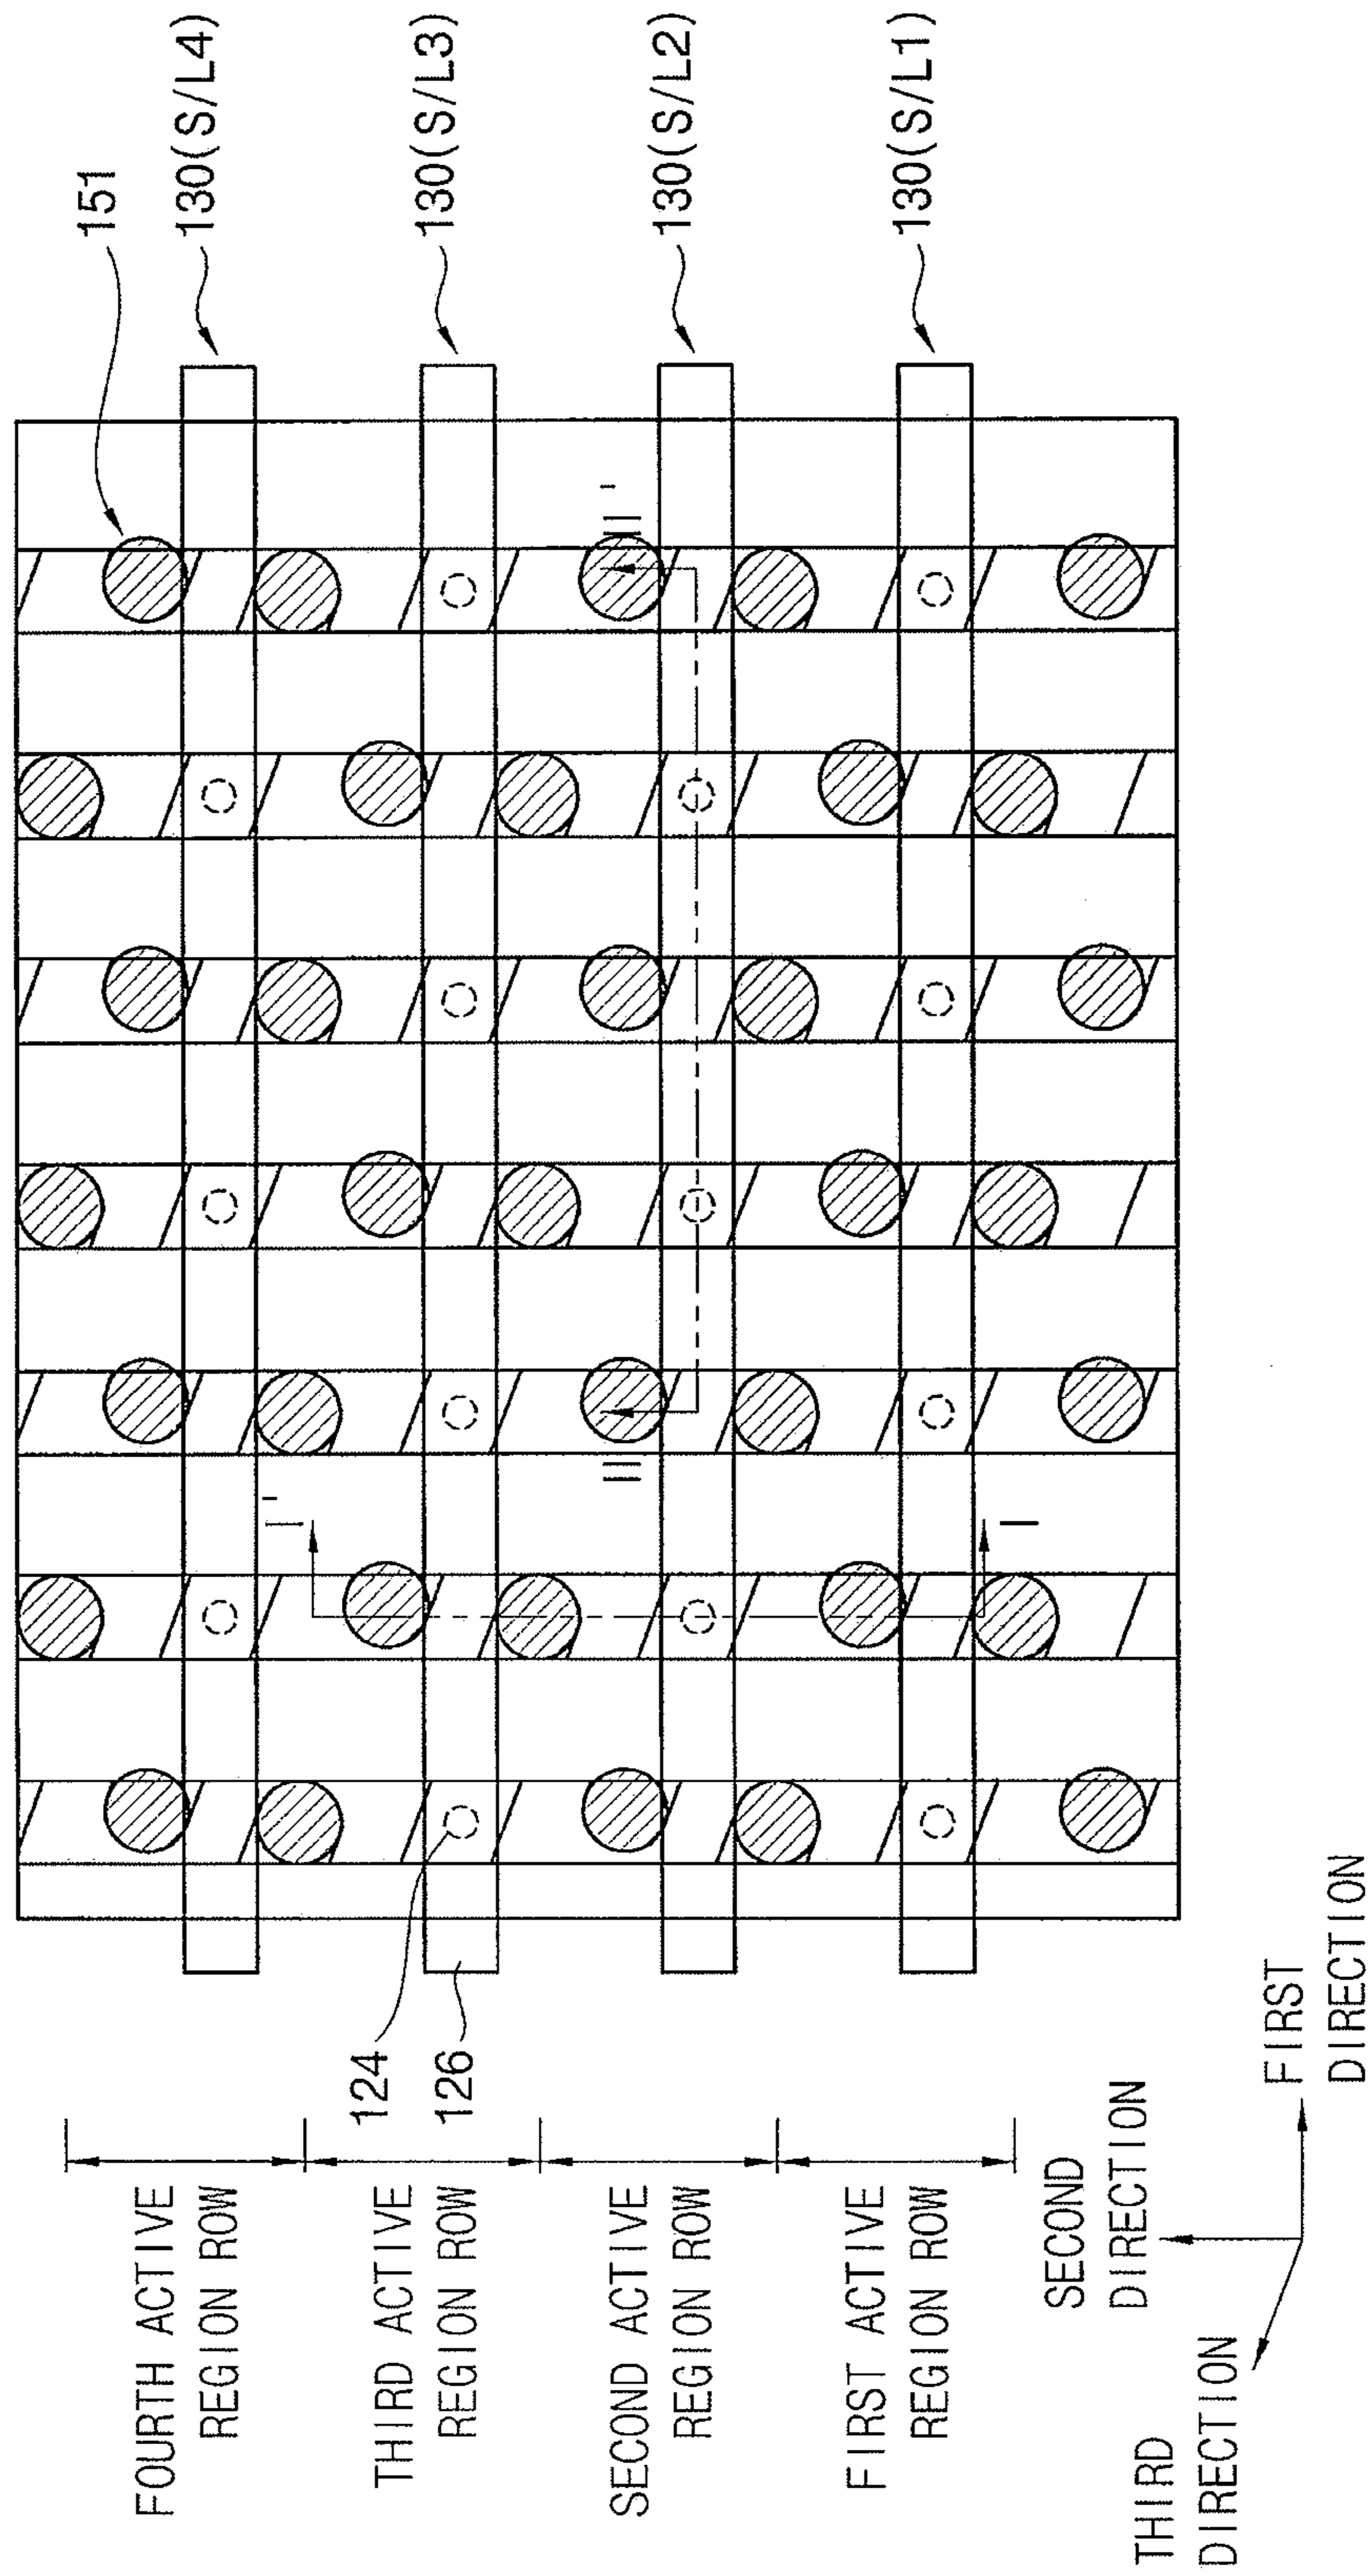 151
130(S/L4)
130(S/L3)
130(S/L2)
130(S/L1)
II'
II
I'
I
124
126
FOURTH ACTIVE
REGION ROW
THIRD ACTIVE
REGION ROW
SECOND ACTIVE
REGION ROW
FIRST ACTIVE
REGION ROW
SECOND
DIRECTION
THIRD
DIRECTION
FIRST
DIRECTION